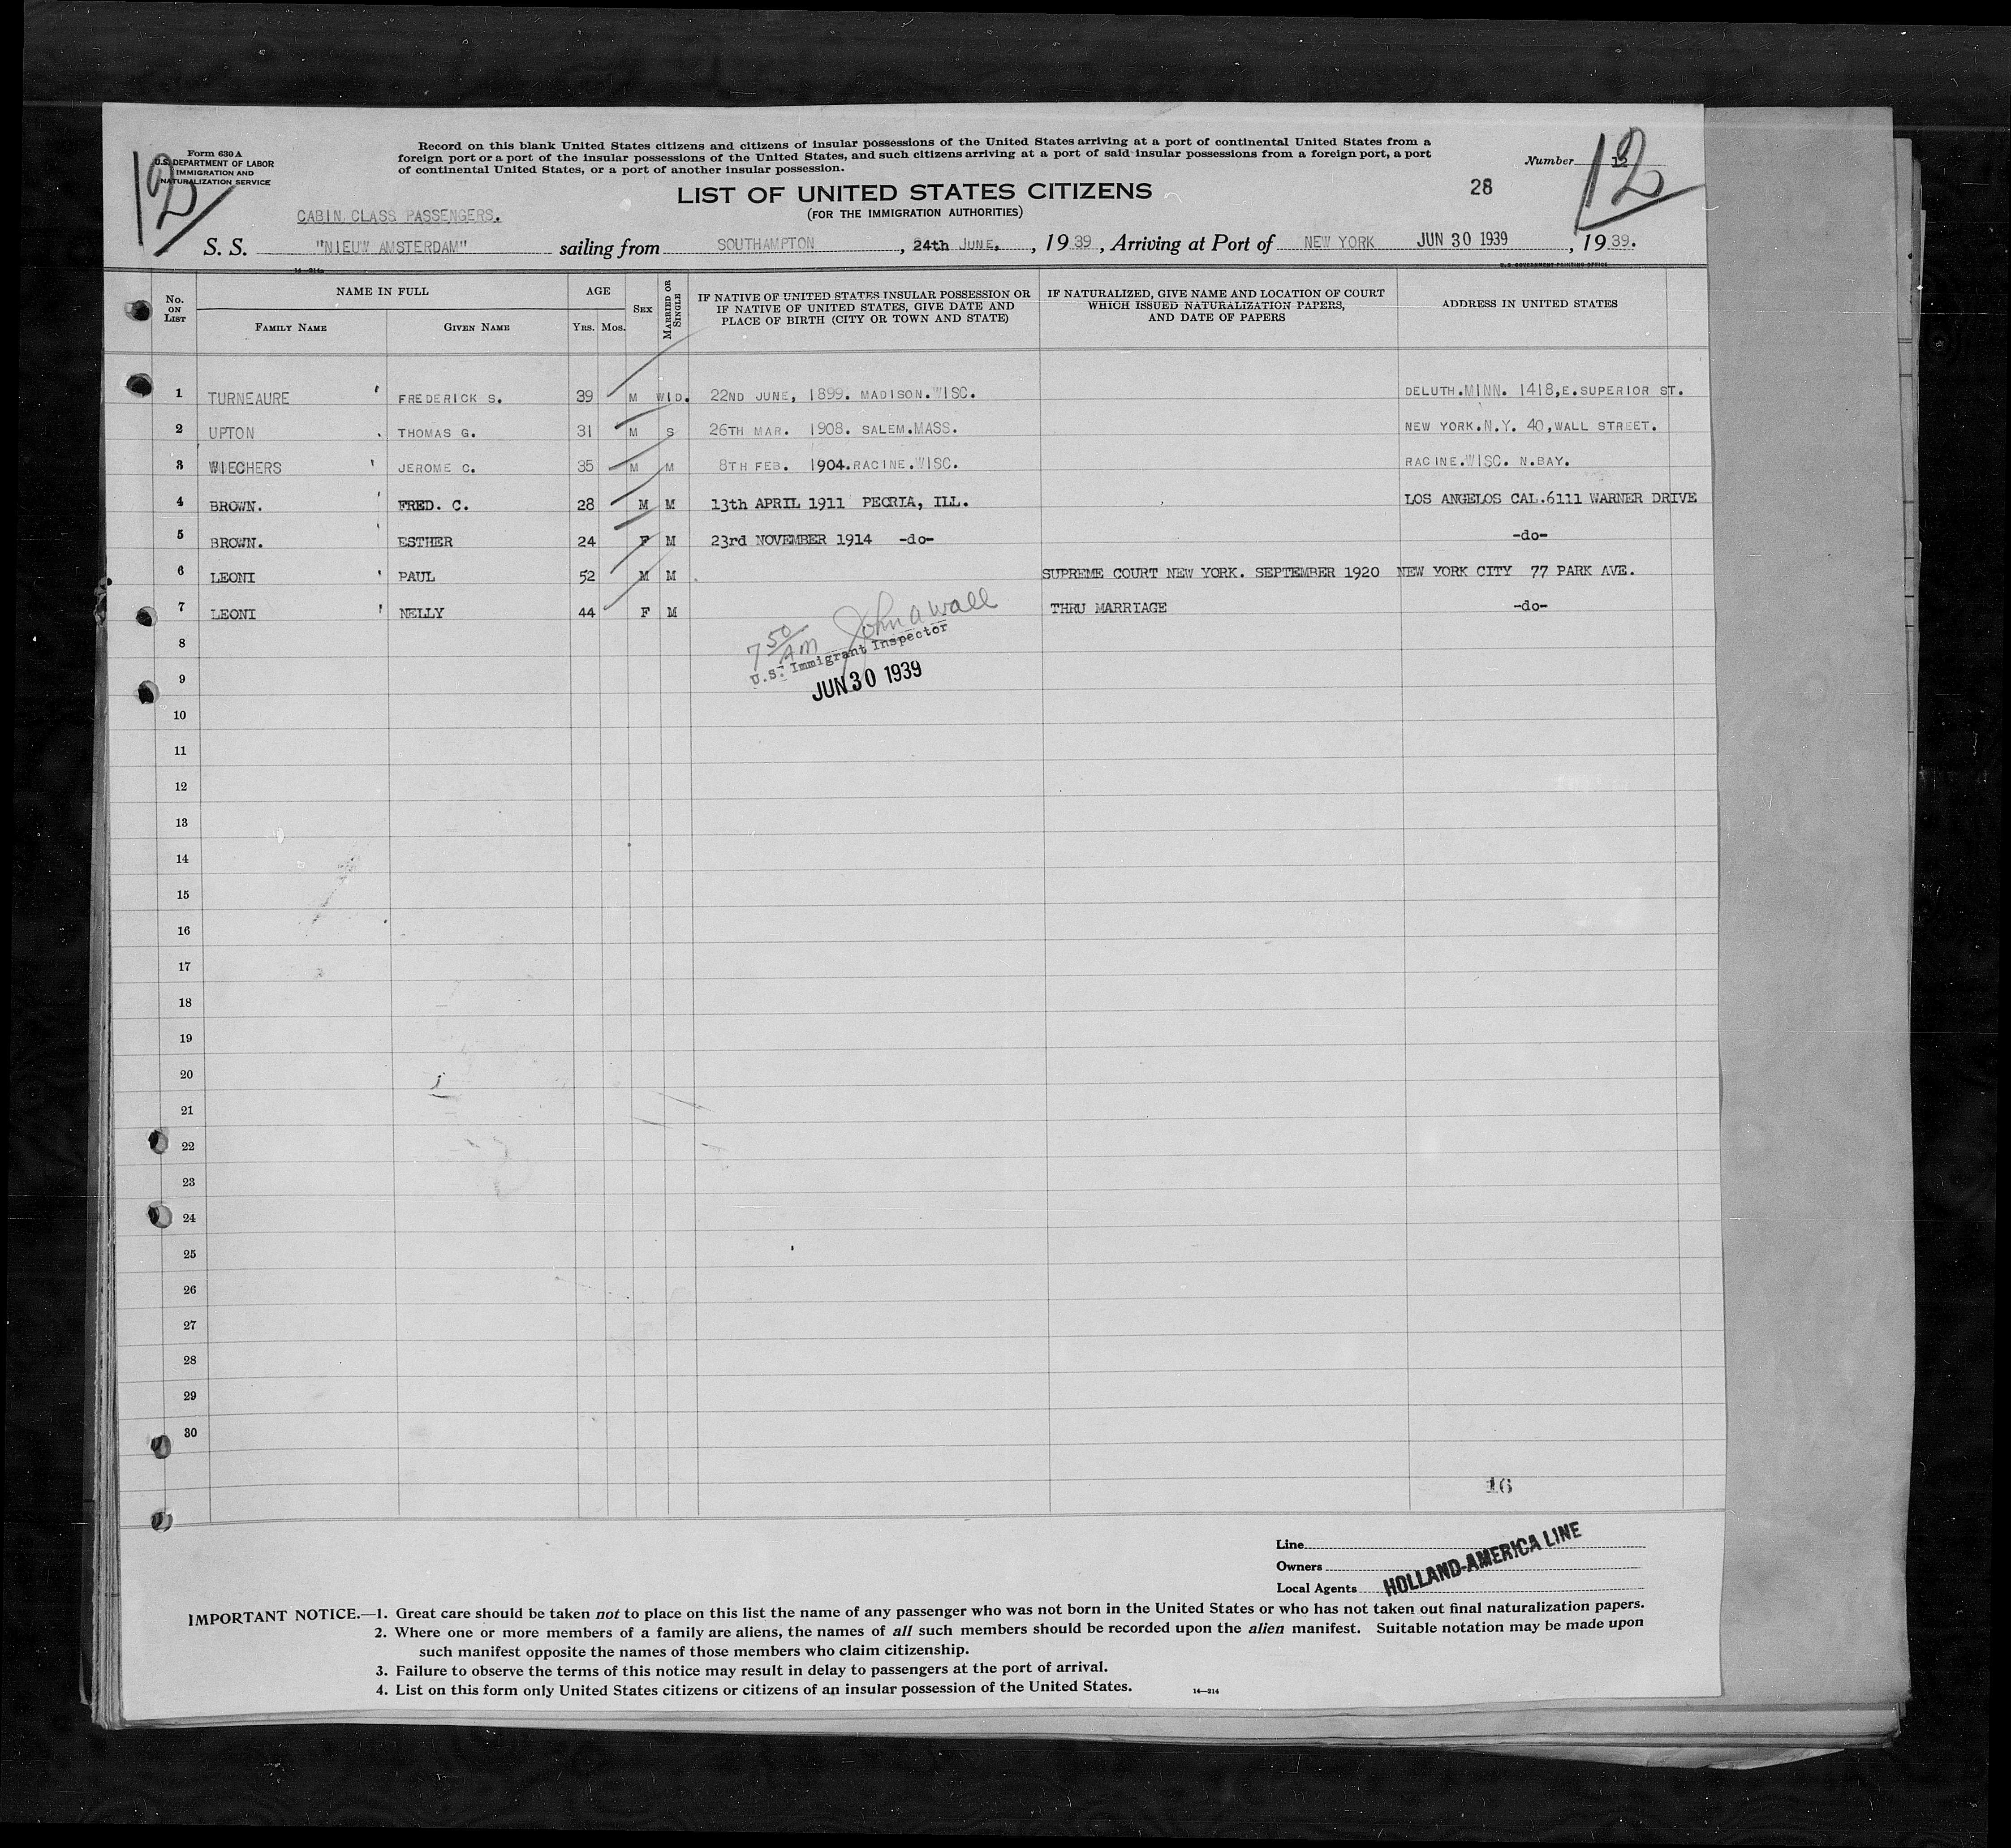 Form 630 A
U.S. DEPARTMENT OF LABOR
IMMIGRATION AND
NATURALIZATION SERVICE
12
Record on this blank United States citizens and citizens of insular possessions of the United States arriving at a port of continental United States from a
foreign port or a port of the insular possessions of the United States, and such citizens arriving at a port of said insular possessions from a foreign port, a port
of continental United States, or a port of another insular possession.
Number 12
12
28
LIST OF UNITED STATES CITIZENS
(FOR THE IMMIGRATION AUTHORITIES)
CABIN CLASS PASSENGERS.
S. S. "NIEUW AMSTERDAM" sailing from SOUTHAMPTON, 24th JUNE, 1939, Arriving at Port of NEW YORK JUN 30 1939, 1939.
14—214a
U.S. GOVERNMENT PRINTING OFFICE
No. ON LIST NAME IN FULL FAMILY NAME GIVEN NAME AGE YRS. MOS. SEX MARRIED OR SINGLE IF NATIVE OF UNITED STATES INSULAR POSSESSION OR IF NATIVE OF UNITED STATES, GIVE DATE AND PLACE OF BIRTH (CITY OR TOWN AND STATE) IF NATURALIZED, GIVE NAME AND LOCATION OF COURT WHICH ISSUED NATURALIZATION PAPERS, AND DATE OF PAPERS ADDRESS IN UNITED STATES
1 TURNEAURE FREDERICK S. 39 M WID. 22ND JUNE, 1899. MADISON.WISC. DELUTH.MINN. 1418,E.SUPERIOR ST.
2 UPTON THOMAS G. 31 M S 26TH MAR. 1908. SALEM.MASS. NEW YORK.N.Y. 40,WALL STREET.
3 WIECHERS JEROME C. 35 M M 8TH FEB. 1904.RACINE.WISC. RACINE.WISC. N.BAY.
4 BROWN. FRED. C. 28 M M 13th APRIL 1911 PEORIA, ILL. LOS ANGELOS CAL.6111 WARNER DRIVE
5 BROWN. ESTHER 24 F M 23rd NOVEMBER 1914 -do- -do-
6 LEONI PAUL 52 M M SUPREME COURT NEW YORK. SEPTEMBER 1920 NEW YORK CITY 77 PARK AVE.
7 LEONI NELLY 44 F M THRU MARRIAGE -do-
7 50 AM John A Wall
U.S. Immigrant Inspector
JUN 30 1939
8
9
10
11
12
13
14
15
16
17
18
19
20
21
22
23
24
25
26
27
28
29
30
16
Line
Owners
Local Agents
HOLLAND-AMERICA LINE
IMPORTANT NOTICE.—1. Great care should be taken not to place on this list the name of any passenger who was not born in the United States or who has not taken out final naturalization papers.
2. Where one or more members of a family are aliens, the names of all such members should be recorded upon the alien manifest. Suitable notation may be made upon
such manifest opposite the names of those members who claim citizenship.
3. Failure to observe the terms of this notice may result in delay to passengers at the port of arrival.
4. List on this form only United States citizens or citizens of an insular possession of the United States.
14—214